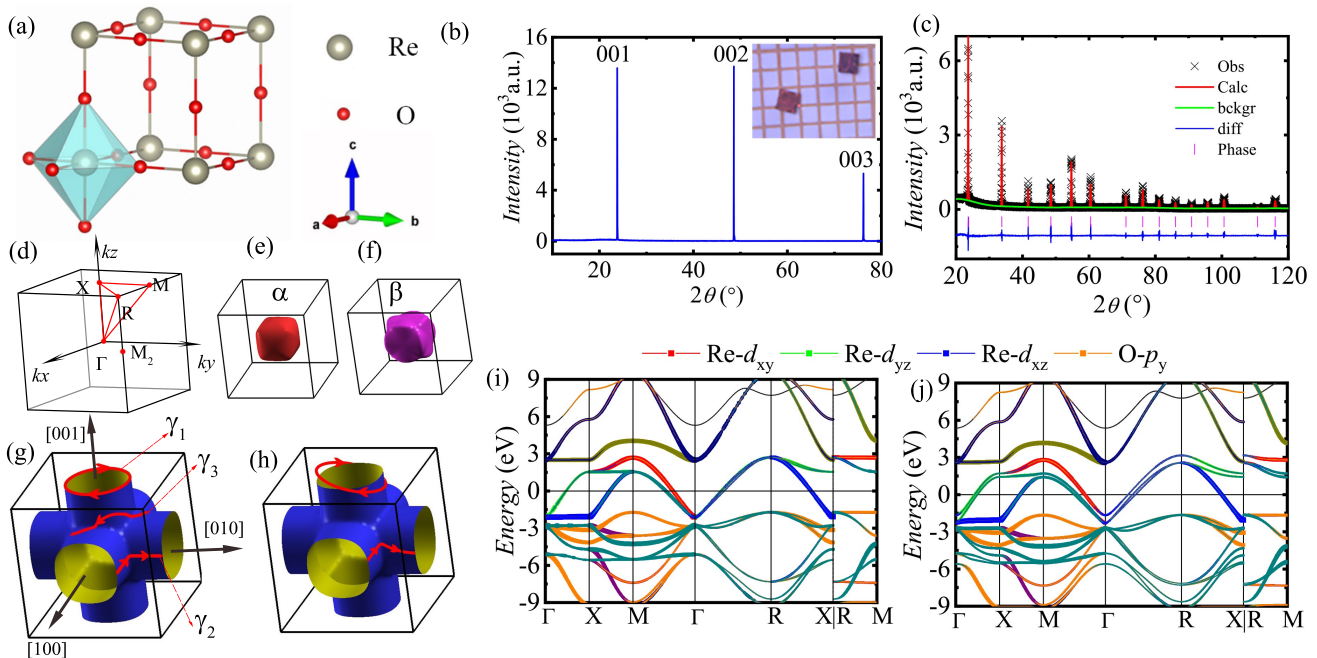 (a)
Re
O
c
a
b
(b)
16
12
8
4
0
Intensity (10³a.u.)
001
002
003
20
40
60
80
2θ (°)
(c)
6
3
0
Intensity (10³a.u.)
Obs
Calc
bckgr
diff
Phase
20
40
60
80
100
120
2θ (°)
(d)
kz
X
M
R
Γ
M₂
kx
ky
(e)
α
(f)
β
(g)
[001]
γ₁
γ₃
[010]
γ₂
[100]
(h)
Re-dxy
Re-dyz
Re-dxz
O-py
(i)
9
6
3
0
-3
-6
-9
Energy (eV)
Γ X M Γ R X|R M
(j)
9
6
3
0
-3
-6
-9
Energy (eV)
Γ X M Γ R X|R M